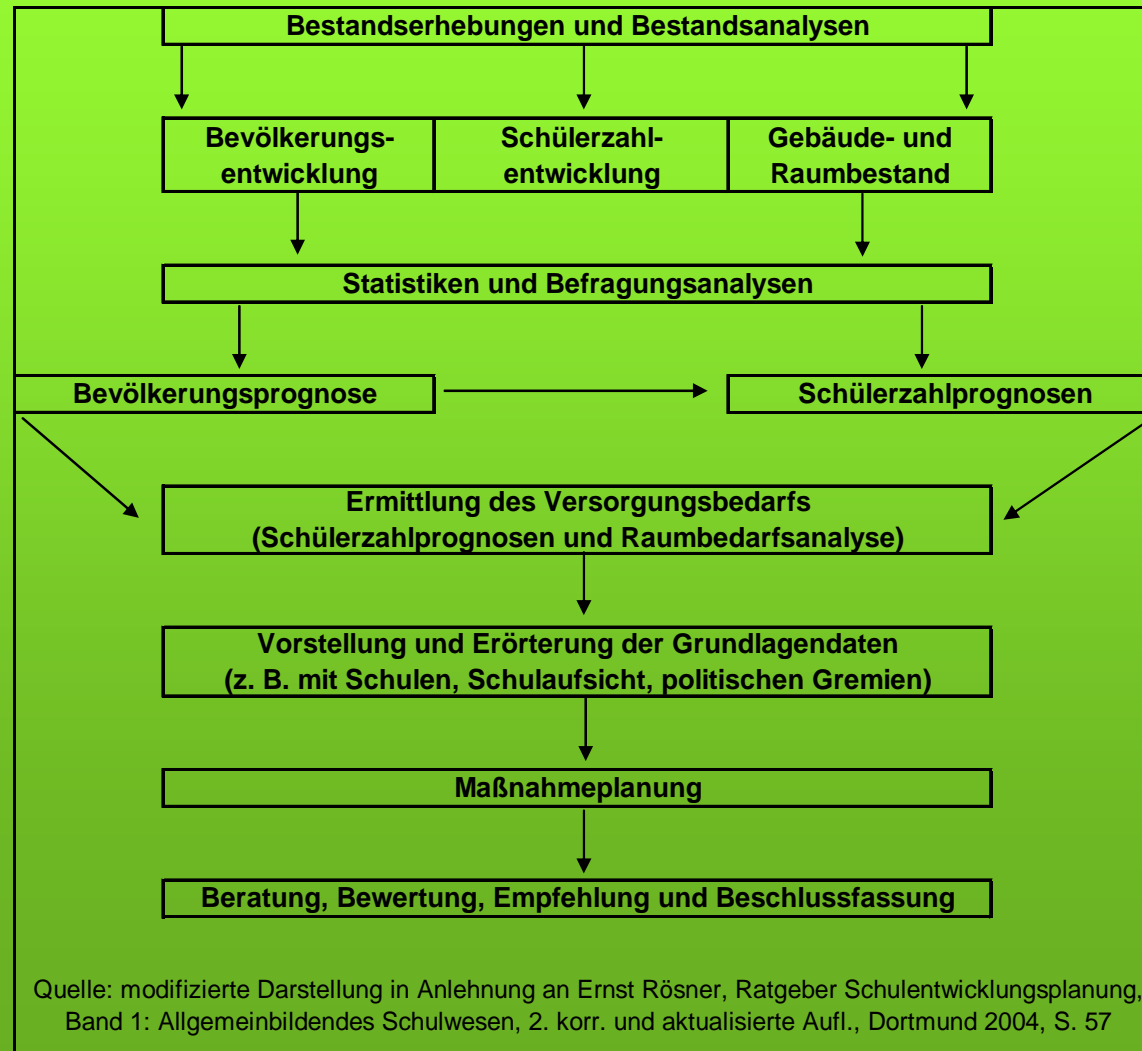 Bestandserhebungen und Bestandsanalysen
Bevölkerungs-
entwicklung
Schülerzahl-
entwicklung
Gebäude- und
Raumbestand
Statistiken und Befragungsanalysen
Bevölkerungsprognose
Schülerzahlprognosen
Ermittlung des Versorgungsbedarfs
(Schülerzahlprognosen und Raumbedarfsanalyse)
Vorstellung und Erörterung der Grundlagendaten
(z. B. mit Schulen, Schulaufsicht, politischen Gremien)
Maßnahmeplanung
Beratung, Bewertung, Empfehlung und Beschlussfassung
Quelle: modifizierte Darstellung in Anlehnung an Ernst Rösner, Ratgeber Schulentwicklungsplanung,
Band 1: Allgemeinbildendes Schulwesen, 2. korr. und aktualisierte Aufl., Dortmund 2004, S. 57